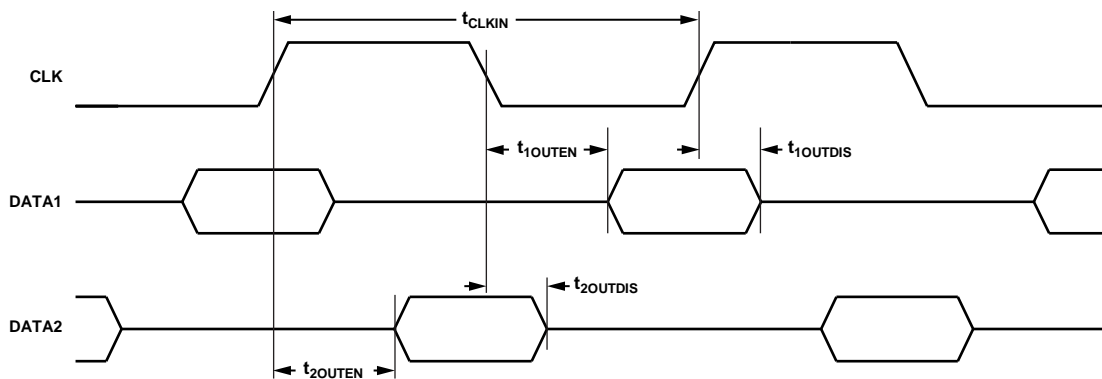 tCLKIN
CLK
t1OUTEN
t1OUTDIS
DATA1
t2OUTDIS
DATA2
t2OUTEN